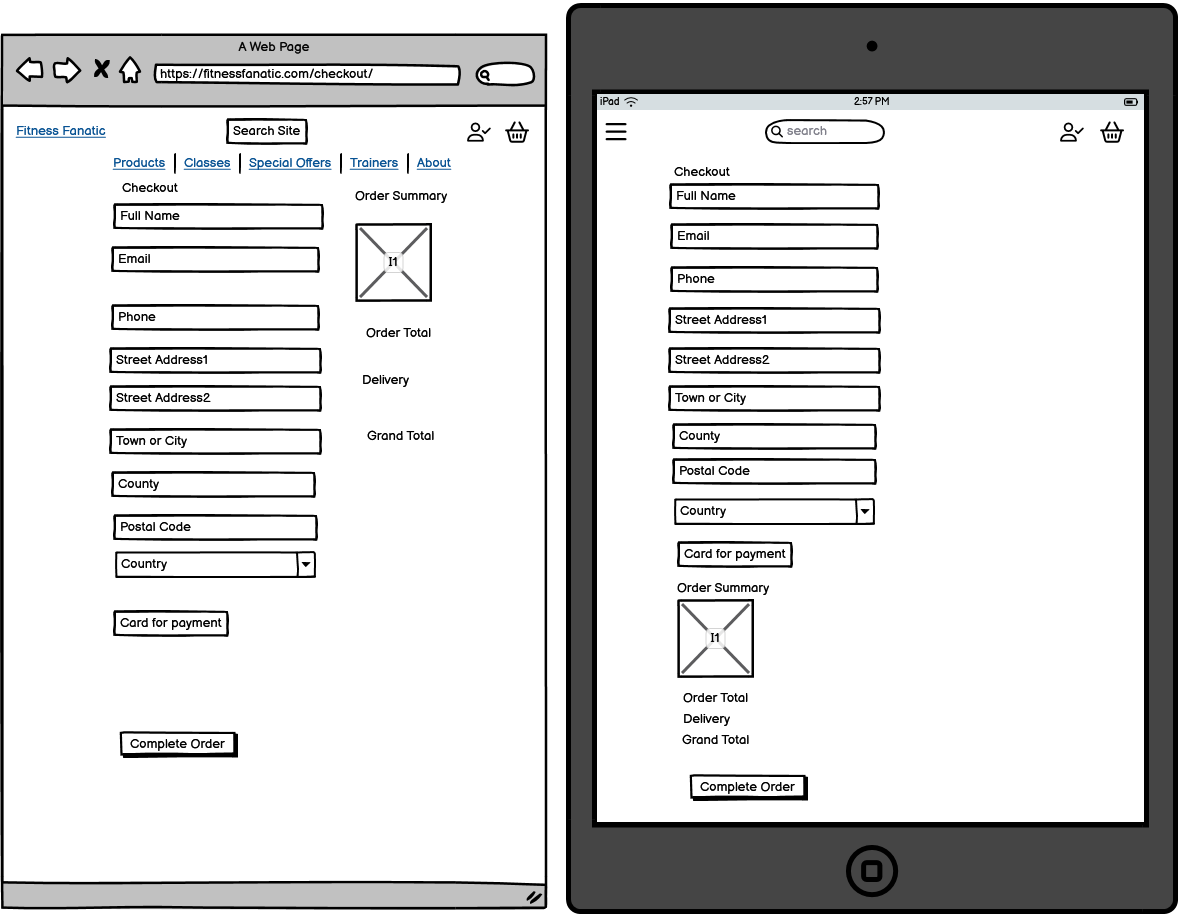 A Web Page
https://fitnessfanatic.com/checkout/
Fitness Fanatic
Search Site
Products
Classes
Special Offers
Trainers
About
Checkout
Full Name
Email
Phone
Street Address1
Street Address2
Town or City
County
Postal Code
Country
Card for payment
Complete Order
Order Summary
I1
Order Total
Delivery
Grand Total
iPad
2:57 PM
search
Checkout
Full Name
Email
Phone
Street Address1
Street Address2
Town or City
County
Postal Code
Country
Card for payment
Order Summary
I1
Order Total
Delivery
Grand Total
Complete Order